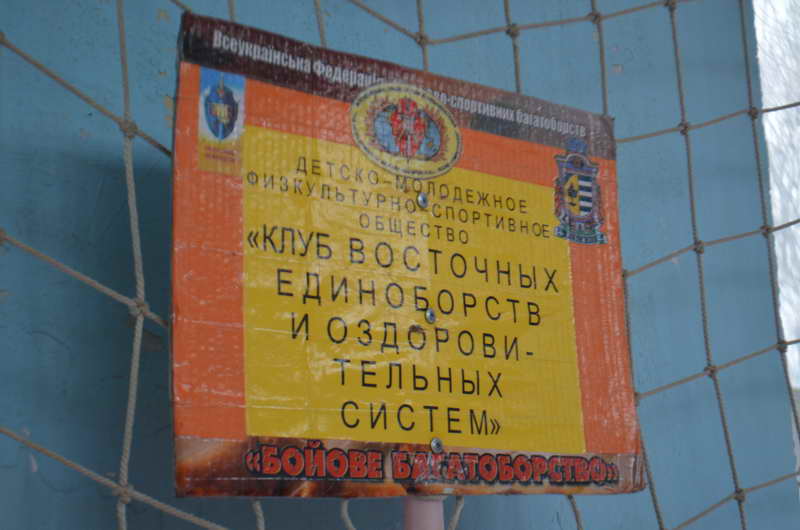 Всеукраїнська Федерація спортивних багатоборств
ДЕТСКО-МОЛОДЕЖНОЕ
ФИЗКУЛЬТУРНО-СПОРТИВНОЕ
ОБЩЕСТВО
«КЛУБ ВОСТОЧНЫХ
ЕДИНОБОРСТВ
И ОЗДОРОВИ-
ТЕЛЬНЫХ
СИСТЕМ»
«БОЙОВЕ БАГАТОБОРСТВО»